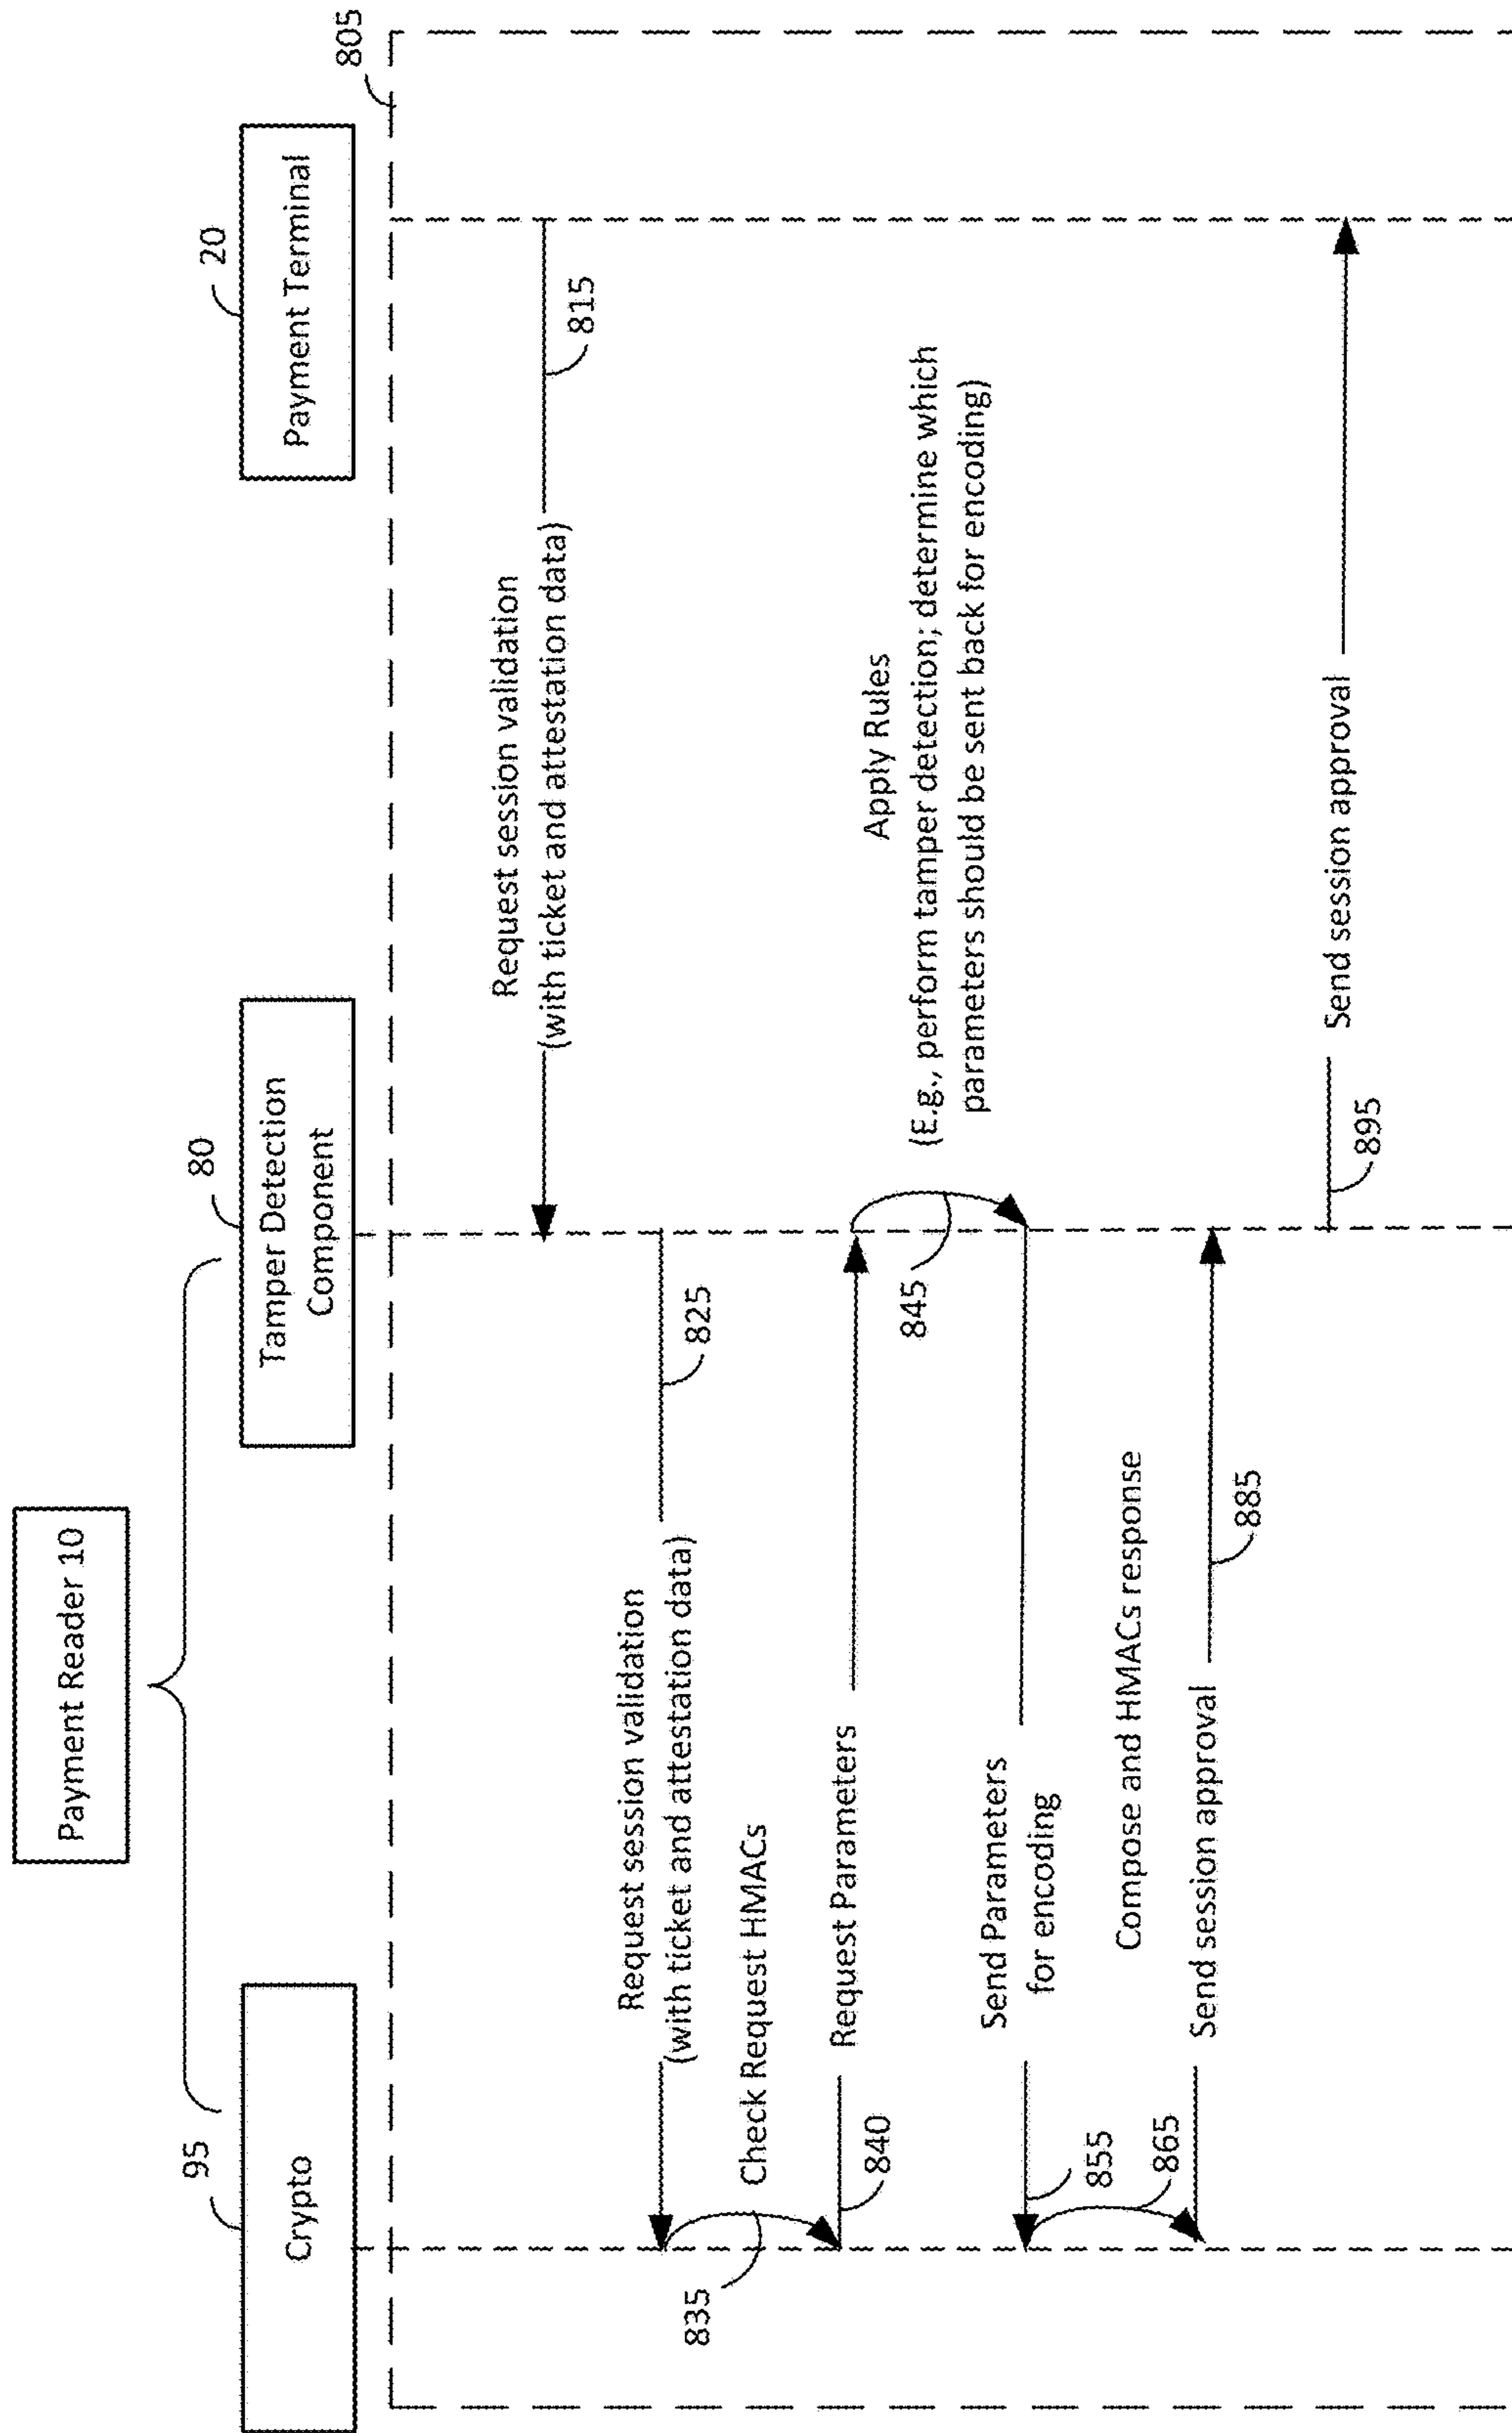 Payment Reader 10
95
80
20
Crypto
Tamper Detection
Component
Payment Terminal
805
Request session validation
(with ticket and attestation data)
815
Request session validation
(with ticket and attestation data)
825
835
Check Request HMACs
Request Parameters
840
Apply Rules
(E.g., perform tamper detection; determine which
parameters should be sent back for encoding)
845
Send Parameters
for encoding
855
865
Compose and HMACs response
Send session approval
885
Send session approval
895